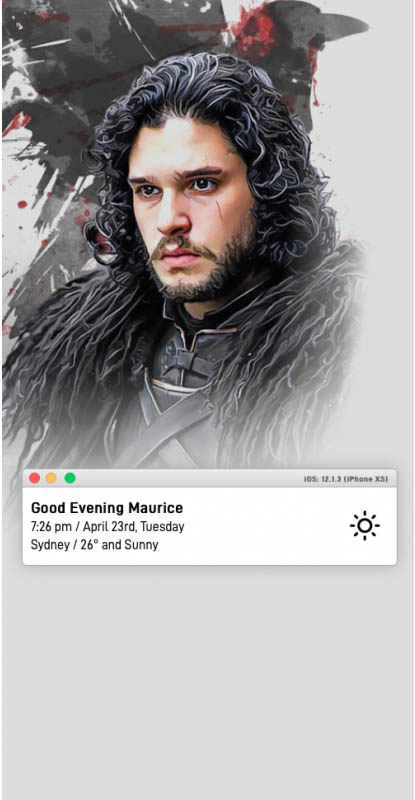 iOS: 12.1.3 (iPhone XS)
Good Evening Maurice
7:26 pm / April 23rd, Tuesday
Sydney / 26° and Sunny